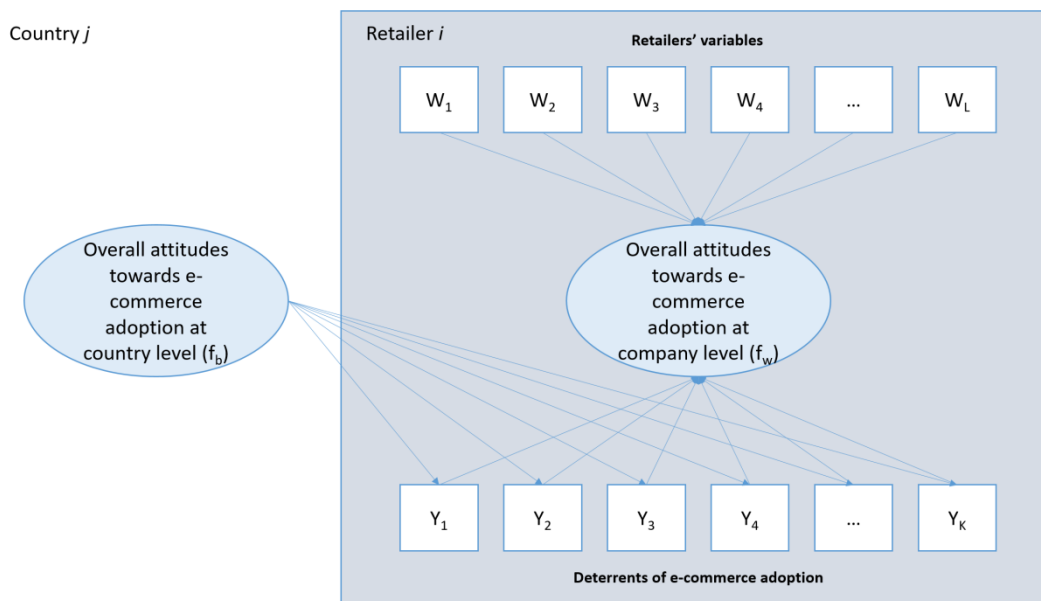 Country j
Retailer i
Retailers' variables
W1
W2
W3
W4
...
WL
Overall attitudes
towards e-
commerce
adoption at
country level (fb)
Overall attitudes
towards e-
commerce
adoption at
company level (fw)
Y1
Y2
Y3
Y4
...
YK
Deterrents of e-commerce adoption